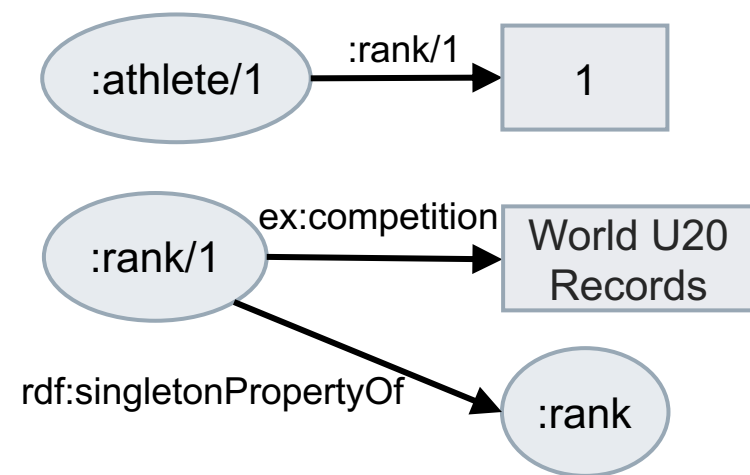 :rank/1
:athlete/1
1
ex:competition
:rank/1
World U20
Records
rdf:singletonPropertyOf
:rank